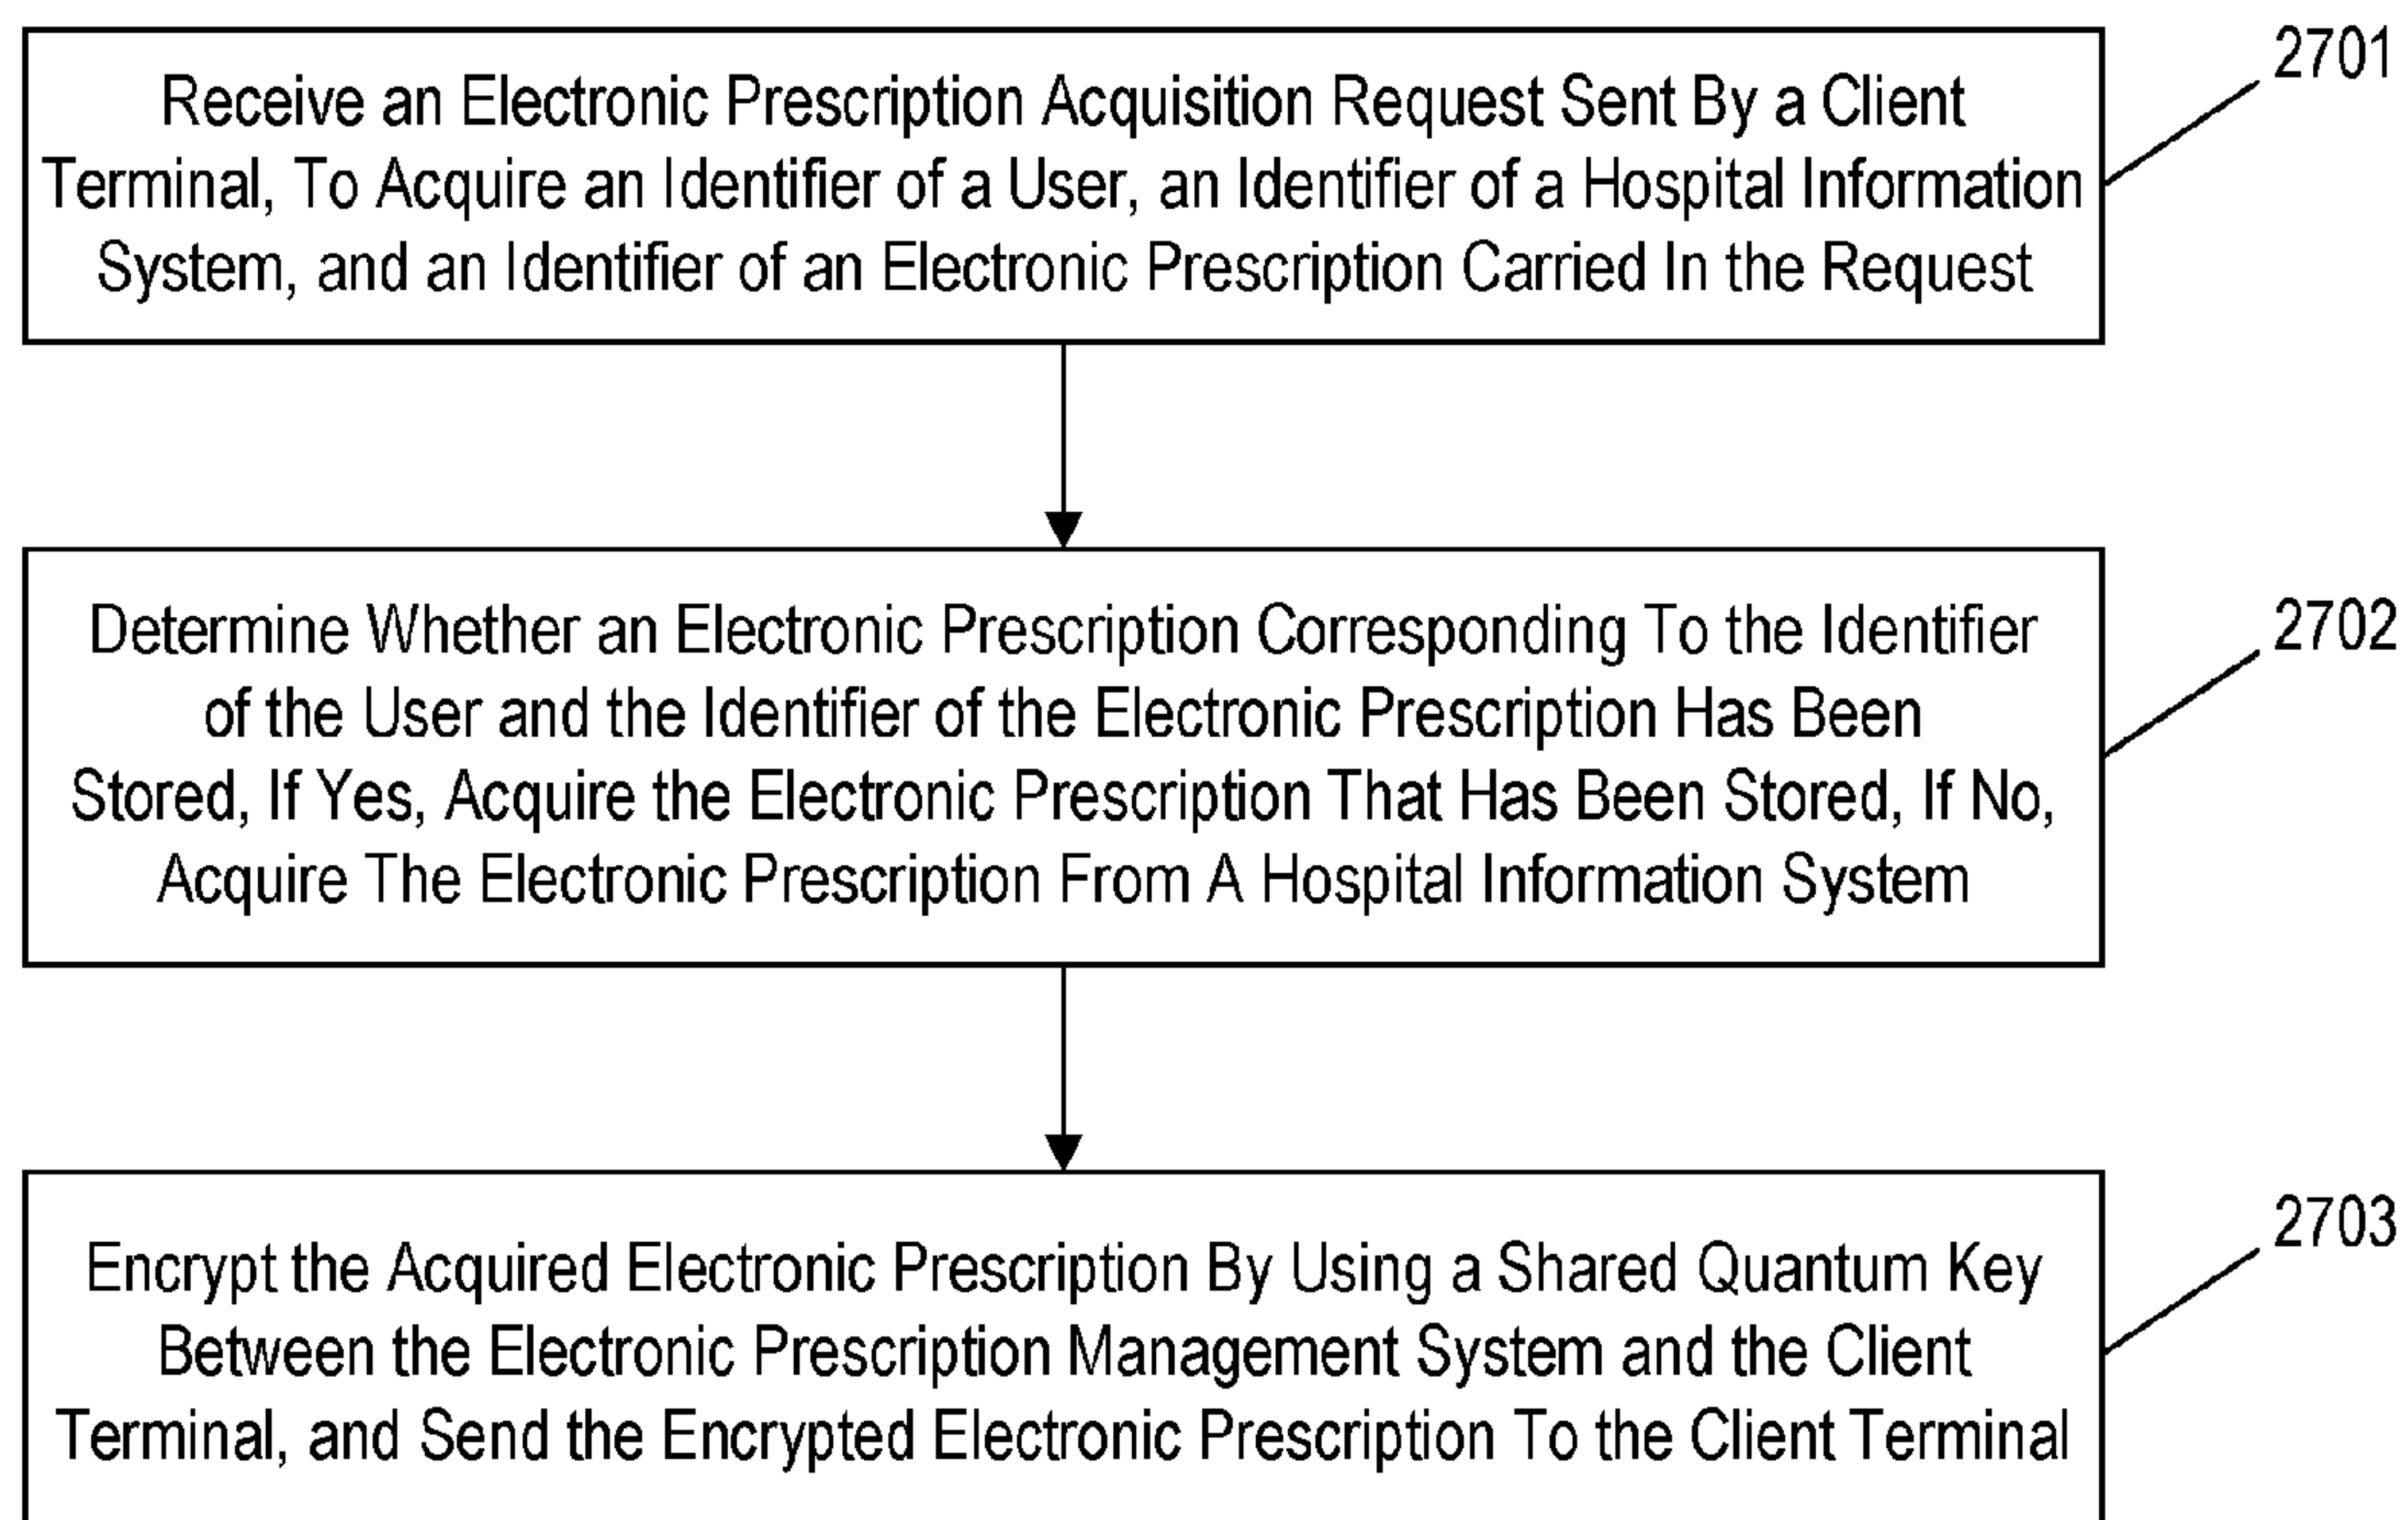 2701
Receive an Electronic Prescription Acquisition Request Sent By a Client
Terminal, To Acquire an Identifier of a User, an Identifier of a Hospital Information
System, and an Identifier of an Electronic Prescription Carried In the Request
2702
Determine Whether an Electronic Prescription Corresponding To the Identifier
of the User and the Identifier of the Electronic Prescription Has Been
Stored, If Yes, Acquire the Electronic Prescription That Has Been Stored, If No,
Acquire The Electronic Prescription From A Hospital Information System
2703
Encrypt the Acquired Electronic Prescription By Using a Shared Quantum Key
Between the Electronic Prescription Management System and the Client
Terminal, and Send the Encrypted Electronic Prescription To the Client Terminal